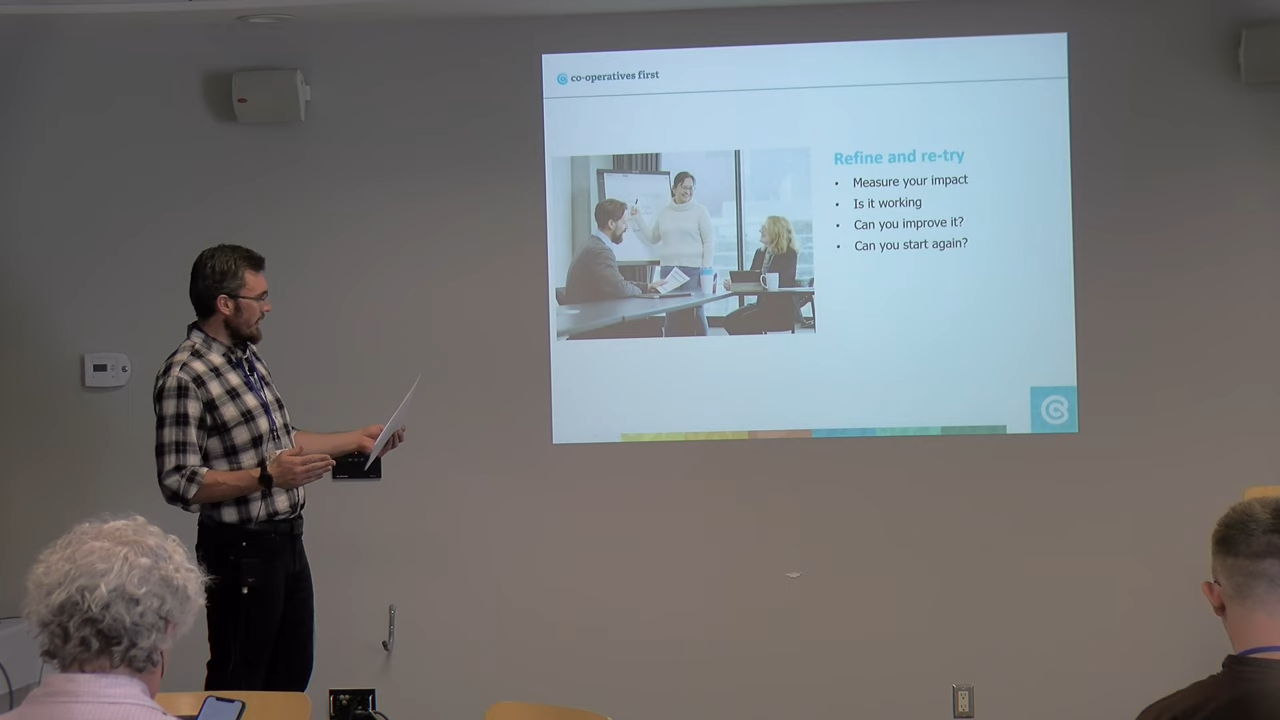 co-operatives first
Refine and re-try
• Measure your impact
• Is it working
• Can you improve it?
• Can you start again?